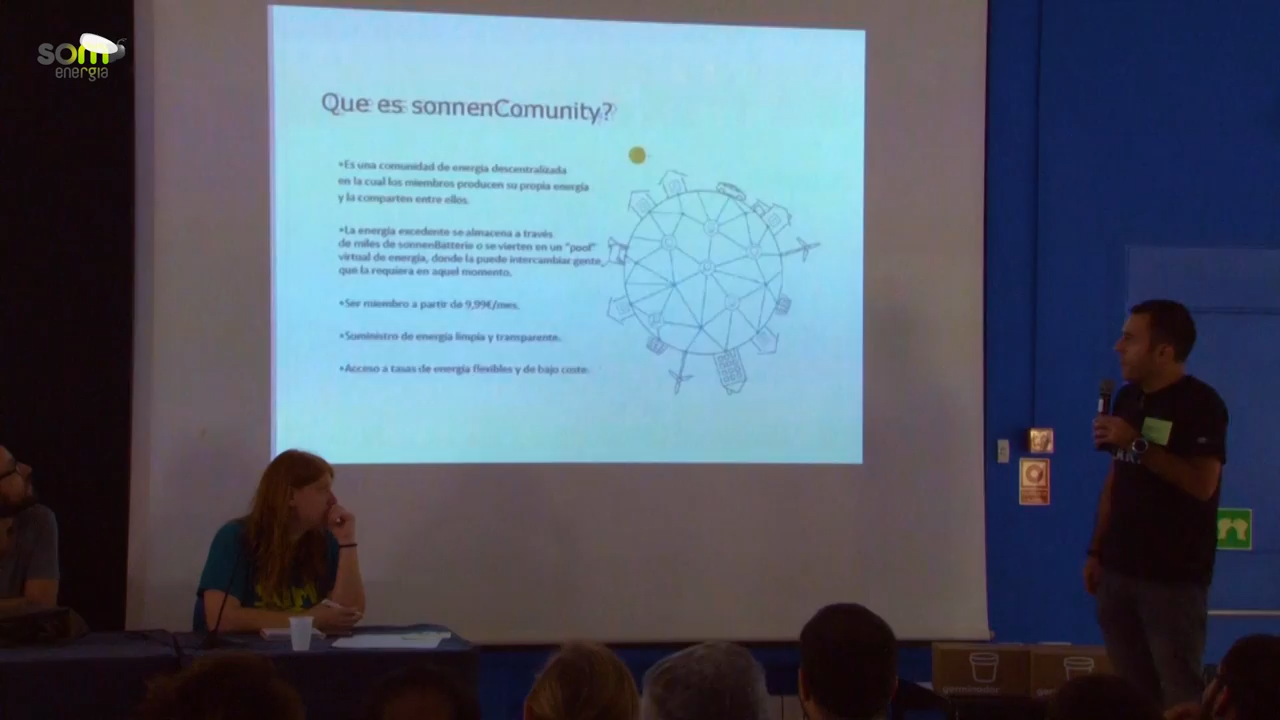 som
energia
Que es sonnenComunity?
•Es una comunidad de energía descentralizada
en la cual los miembros producen su propia energía
y la comparten entre ellos.
•La energía excedente se almacena a través
de miles de sonnenBatterie o se vierten en un "pool"
virtual de energía, donde la puede intercambiar gente
que la requiera en aquel momento.
•Ser miembro a partir de 9,99€/mes.
•Suministro de energía limpia y transparente.
•Acceso a tasas de energía flexibles y de bajo coste.
SOM
germinador